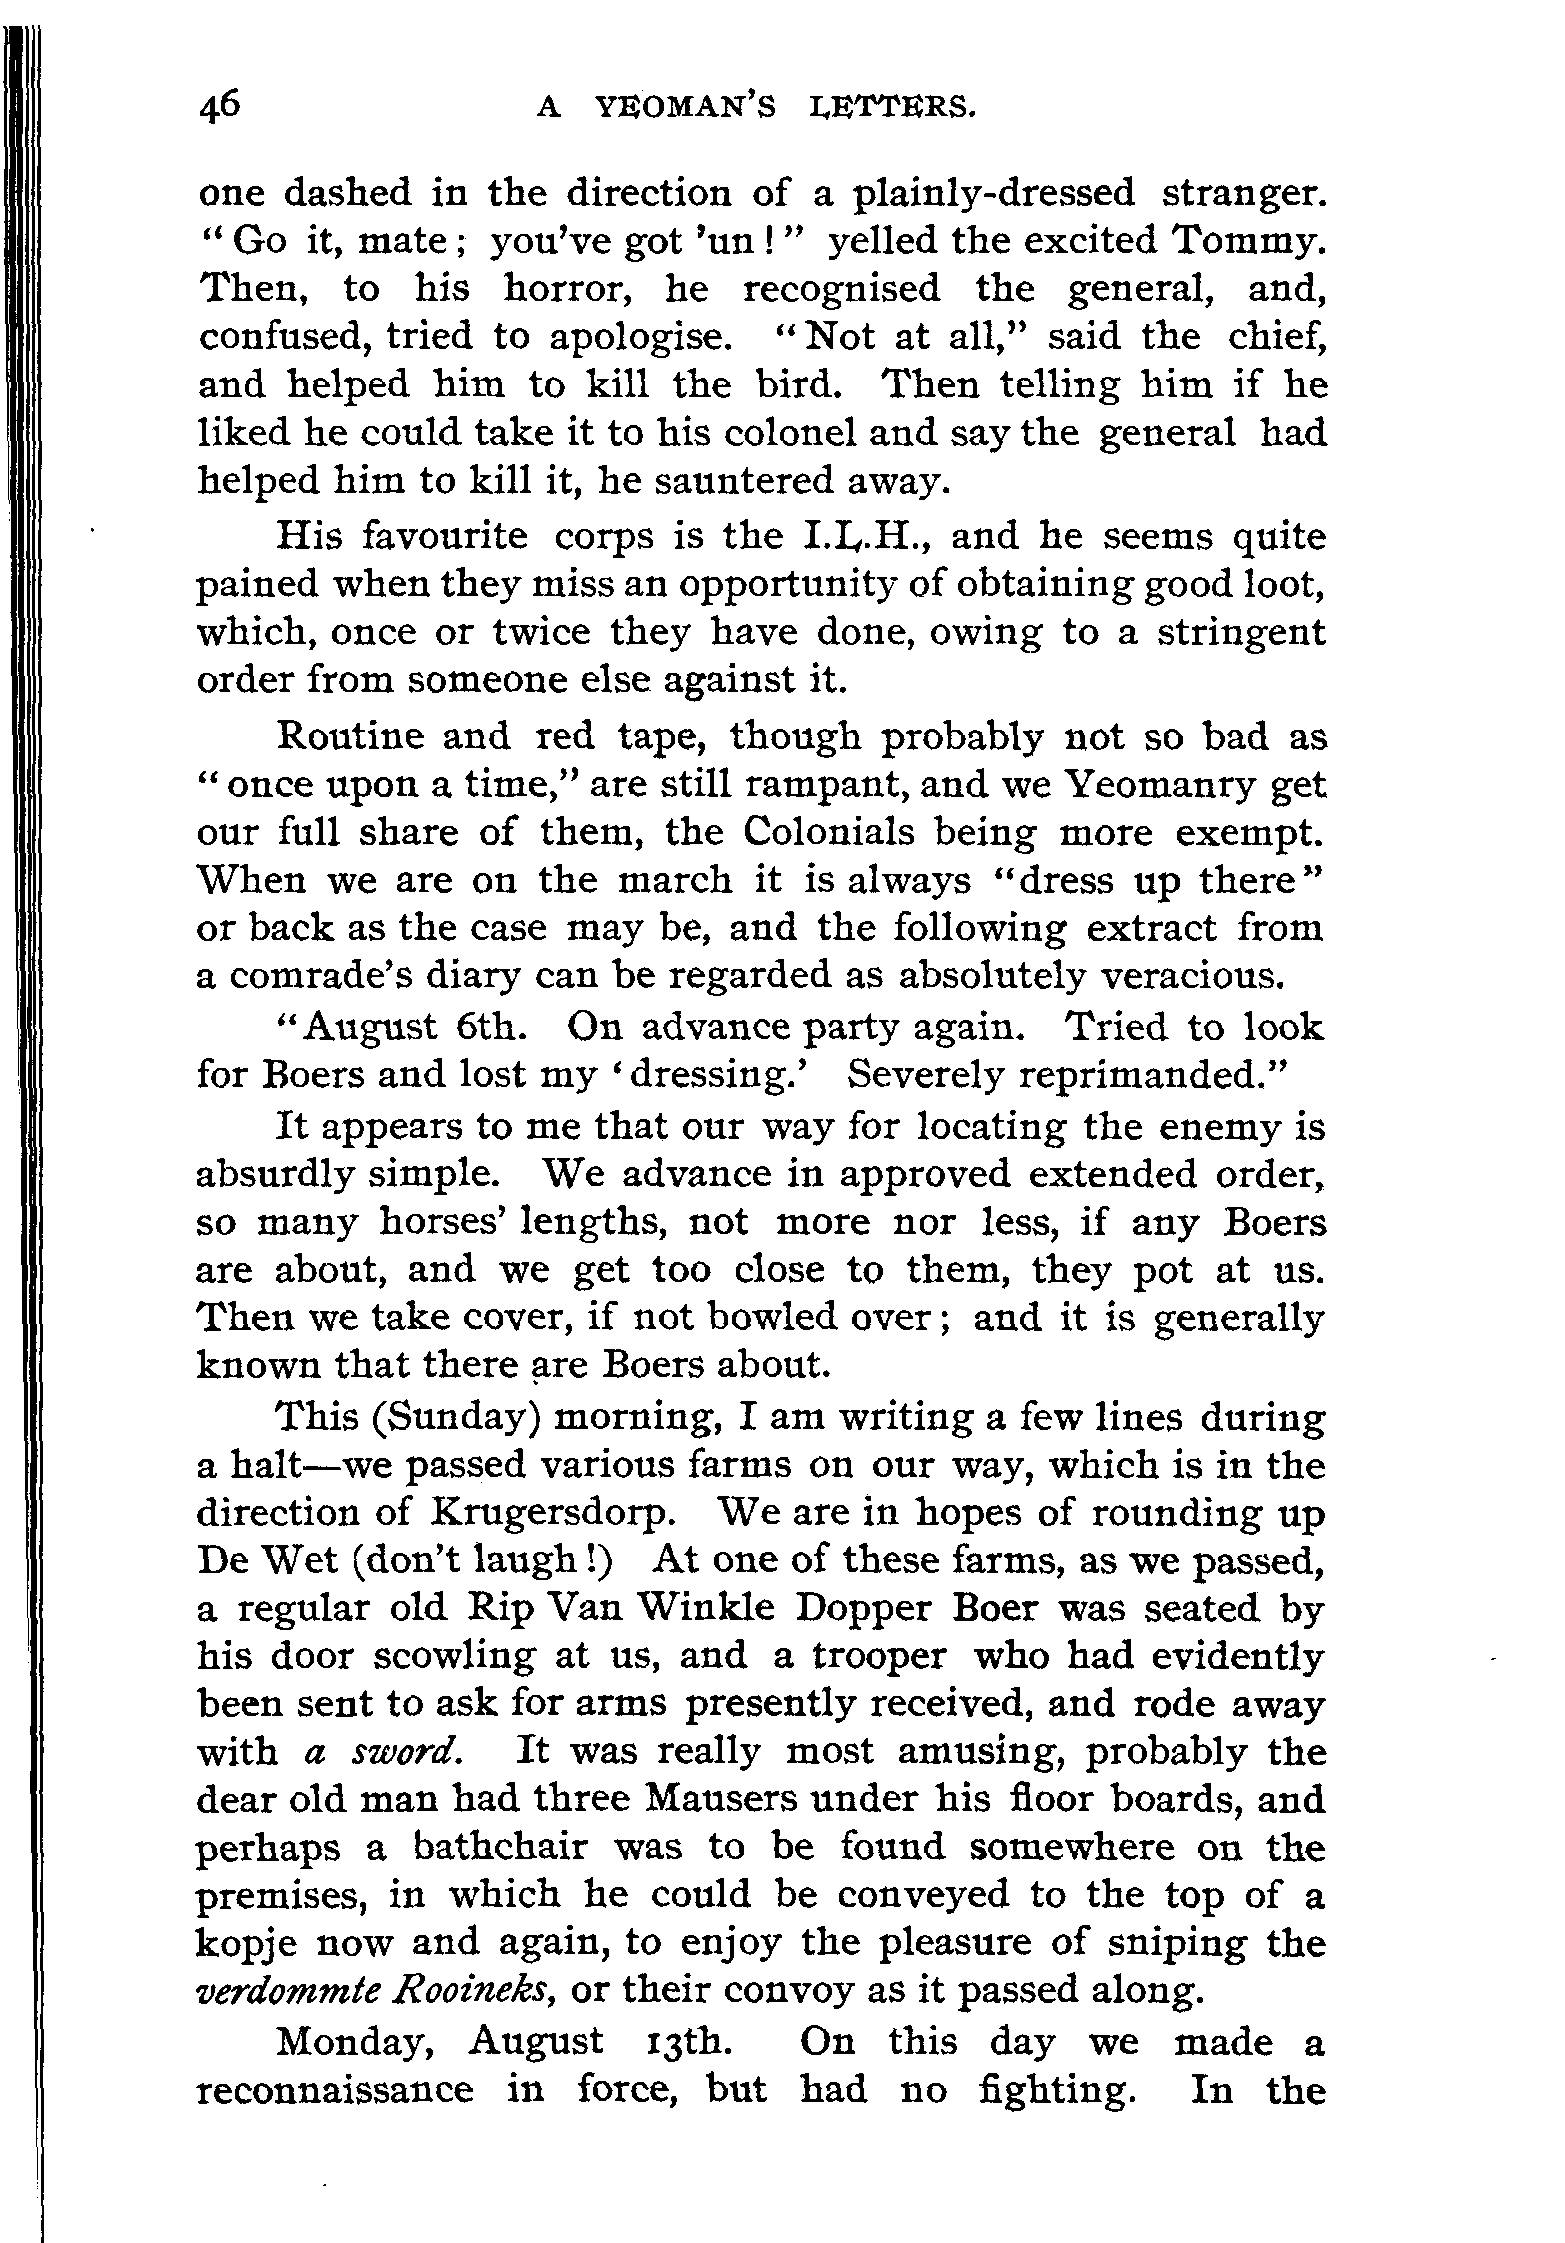 46 A YEOMAN'S LETTERS.
one dashed in the direction of a plainly-dressed stranger.
“Go it, mate; you've got 'un!” yelled the excited Tommy.
Then, to his horror, he recognised the general, and,
confused, tried to apologise. “Not at all,” said the chief,
and helped him to kill the bird. Then telling him if he
liked he could take it to his colonel and say the general had
helped him to kill it, he sauntered away.
His favourite corps is the I.L.H., and he seems quite
pained when they miss an opportunity of obtaining good loot,
which, once or twice they have done, owing to a stringent
order from someone else against it.
Routine and red tape, though probably not so bad as
“once upon a time,” are still rampant, and we Yeomanry get
our full share of them, the Colonials being more exempt.
When we are on the march it is always “dress up there”
or back as the case may be, and the following extract from
a comrade's diary can be regarded as absolutely veracious.
“August 6th. On advance party again. Tried to look
for Boers and lost my ‘dressing.’ Severely reprimanded.”
It appears to me that our way for locating the enemy is
absurdly simple. We advance in approved extended order,
so many horses' lengths, not more nor less, if any Boers
are about, and we get too close to them, they pot at us.
Then we take cover, if not bowled over; and it is generally
known that there are Boers about.
This (Sunday) morning, I am writing a few lines during
a halt—we passed various farms on our way, which is in the
direction of Krugersdorp. We are in hopes of rounding up
De Wet (don't laugh!) At one of these farms, as we passed,
a regular old Rip Van Winkle Dopper Boer was seated by
his door scowling at us, and a trooper who had evidently
been sent to ask for arms presently received, and rode away
with a sword. It was really most amusing, probably the
dear old man had three Mausers under his floor boards, and
perhaps a bathchair was to be found somewhere on the
premises, in which he could be conveyed to the top of a
kopje now and again, to enjoy the pleasure of sniping the
verdommte Rooineks, or their convoy as it passed along.
Monday, August 13th. On this day we made a
reconnaissance in force, but had no fighting. In the